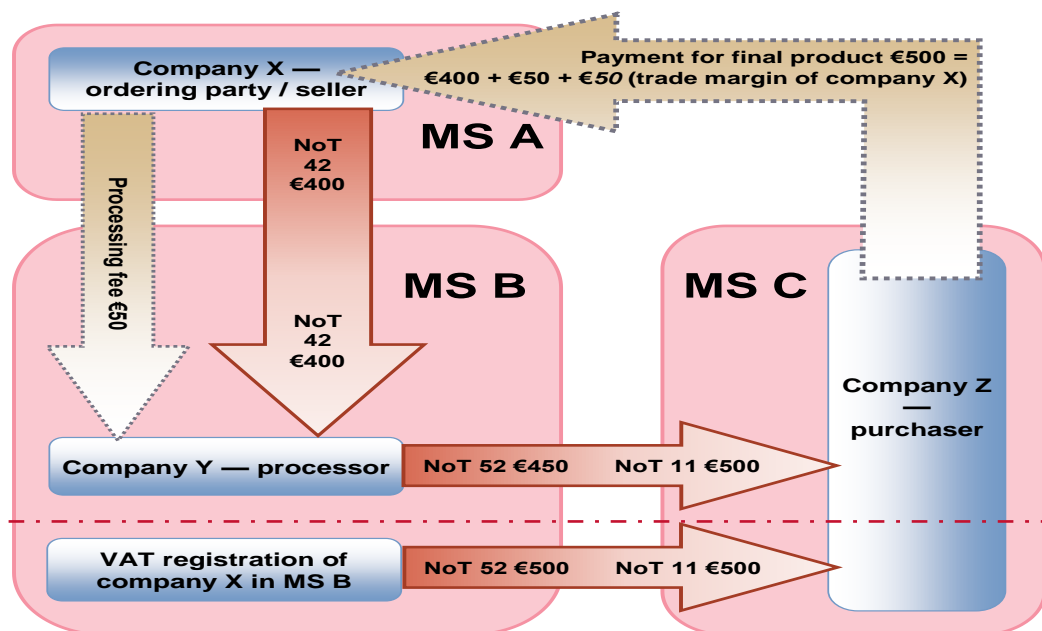 Company X —
ordering party / seller
Payment for final product €500 =
€400 + €50 + €50 (trade margin of company X)
MS A
NoT
42
€400
Processing fee €50
MS B
MS C
NoT
42
€400
Company Z
—
purchaser
Company Y — processor
NoT 52 €450 NoT 11 €500
VAT registration of
company X in MS B
NoT 52 €500 NoT 11 €500